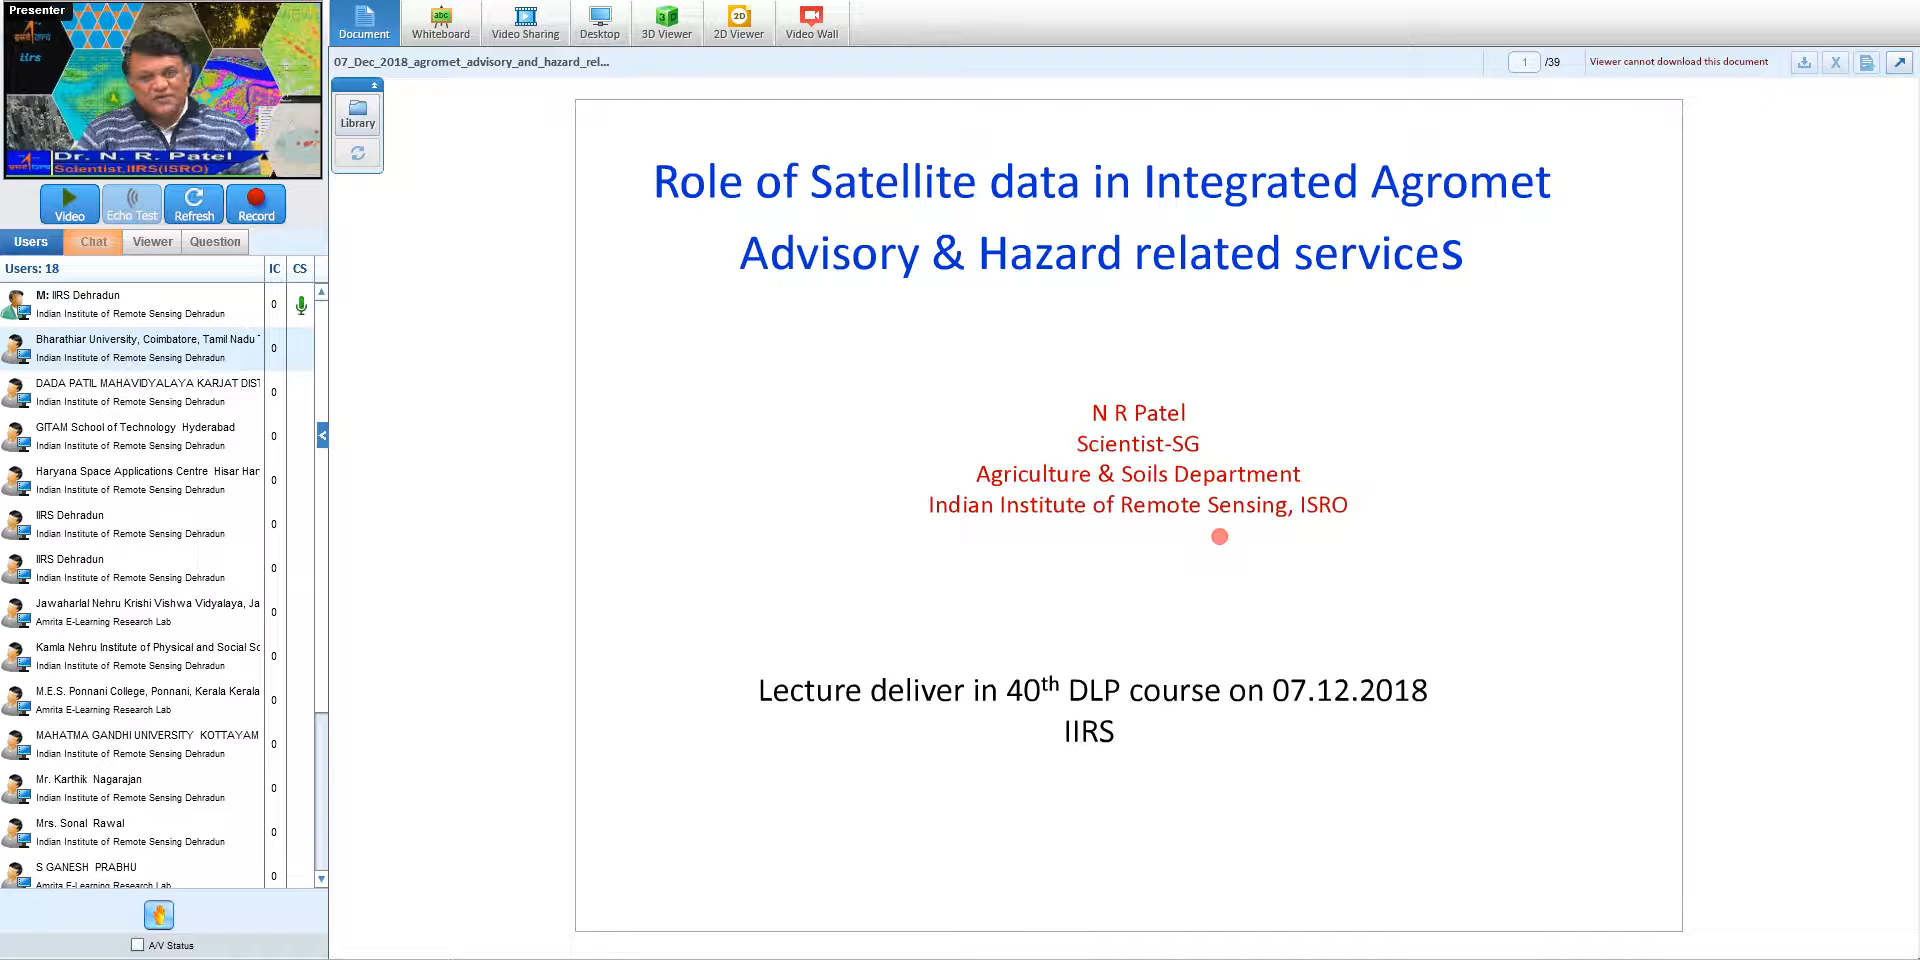 Presenter
iirs
Dr. N. R. Patel
Scientist,IIRS(ISRO)
Video
Echo Test
Refresh
Record
Users
Chat
Viewer
Question
Users: 18
IC
CS
M: IIRS Dehradun
Indian Institute of Remote Sensing Dehradun
0
Bharathiar University, Coimbatore, Tamil Nadu
Indian Institute of Remote Sensing Dehradun
0
DADA PATIL MAHAVIDYALAYA KARJAT DIST
Indian Institute of Remote Sensing Dehradun
0
GITAM School of Technology Hyderabad
Indian Institute of Remote Sensing Dehradun
0
Haryana Space Applications Centre Hisar Har
Indian Institute of Remote Sensing Dehradun
0
IIRS Dehradun
Indian Institute of Remote Sensing Dehradun
0
IIRS Dehradun
Indian Institute of Remote Sensing Dehradun
0
Jawaharlal Nehru Krishi Vishwa Vidyalaya, Ja
Amrita E-Learning Research Lab
0
Kamla Nehru Institute of Physical and Social Sc
Indian Institute of Remote Sensing Dehradun
0
M.E.S. Ponnani College, Ponnani, Kerala Kerala
Amrita E-Learning Research Lab
0
MAHATMA GANDHI UNIVERSITY KOTTAYAM
Indian Institute of Remote Sensing Dehradun
0
Mr. Karthik Nagarajan
Indian Institute of Remote Sensing Dehradun
0
Mrs. Sonal Rawal
Indian Institute of Remote Sensing Dehradun
0
S GANESH PRABHU
Amrita E-Learning Research Lab
0
A/V Status
Document
Whiteboard
Video Sharing
Desktop
3D Viewer
2D Viewer
Video Wall
07_Dec_2018_agromet_advisory_and_hazard_rel...
1 /39
Viewer cannot download this document
Library
Role of Satellite data in Integrated Agromet
Advisory & Hazard related services
N R Patel
Scientist-SG
Agriculture & Soils Department
Indian Institute of Remote Sensing, ISRO
Lecture deliver in 40th DLP course on 07.12.2018
IIRS